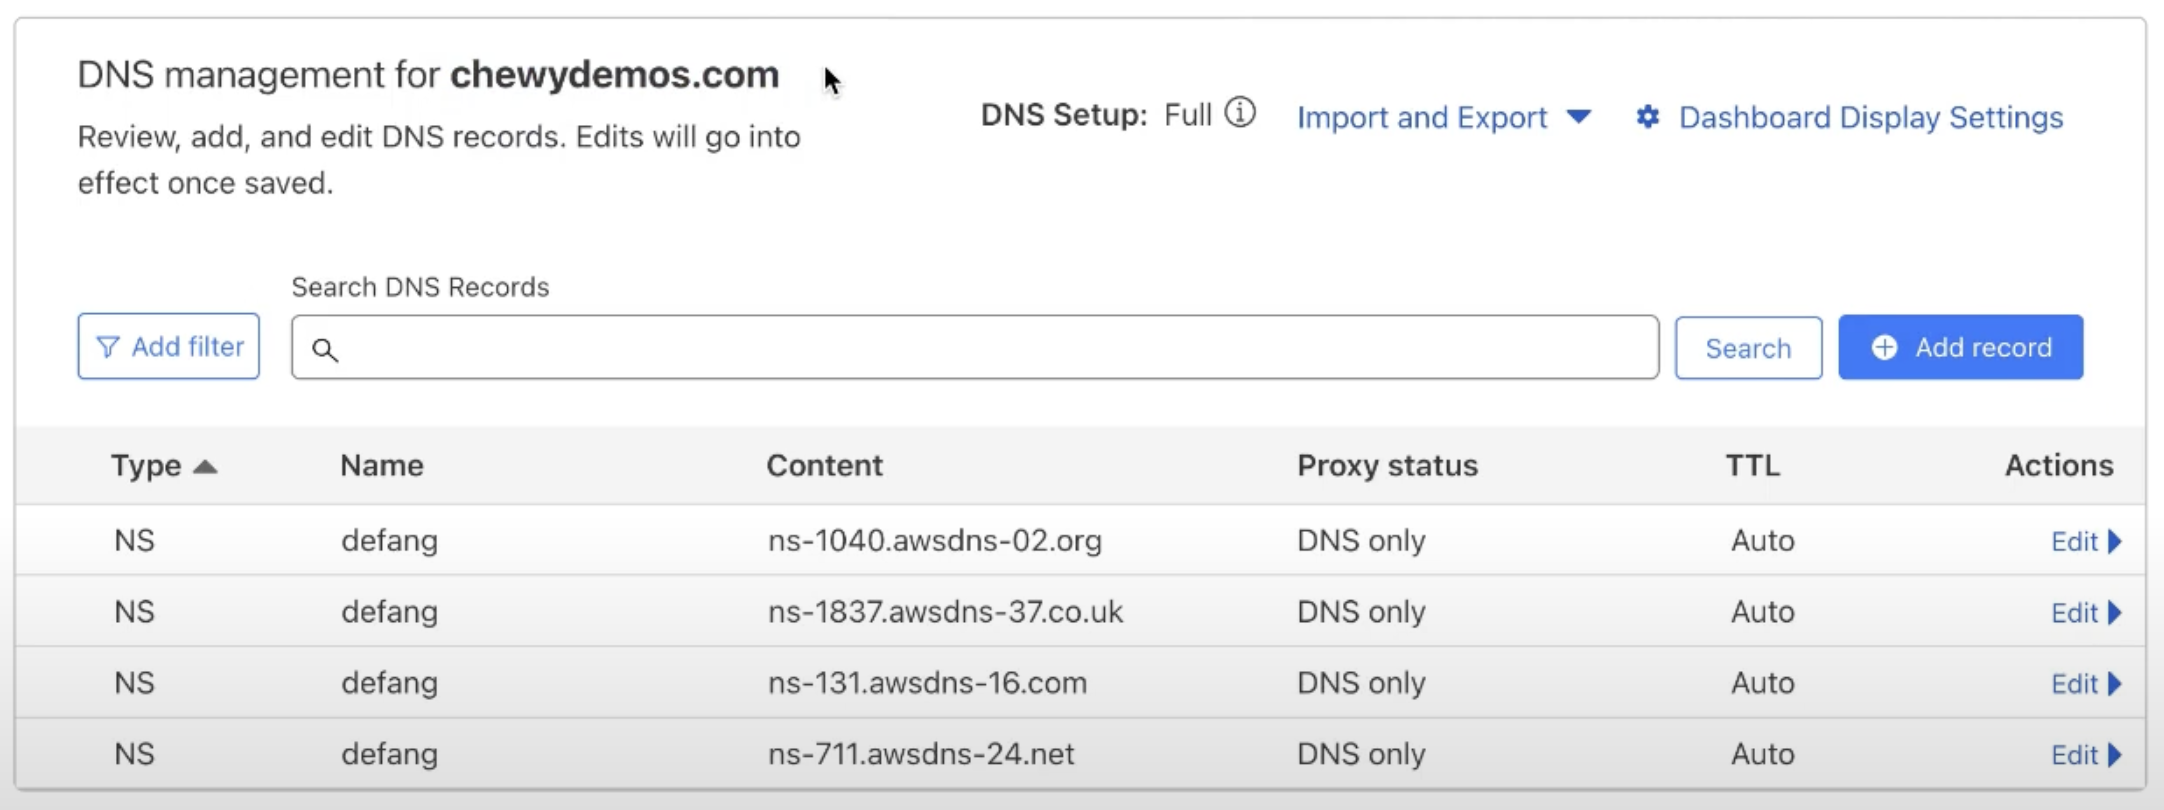 DNS management for chewydemos.com
Review, add, and edit DNS records. Edits will go into
effect once saved.
DNS Setup: Full
Import and Export
Dashboard Display Settings
Search DNS Records
Add filter
Search
Add record
Type Name Content Proxy status TTL Actions
NS defang ns-1040.awsdns-02.org DNS only Auto Edit
NS defang ns-1837.awsdns-37.co.uk DNS only Auto Edit
NS defang ns-131.awsdns-16.com DNS only Auto Edit
NS defang ns-711.awsdns-24.net DNS only Auto Edit